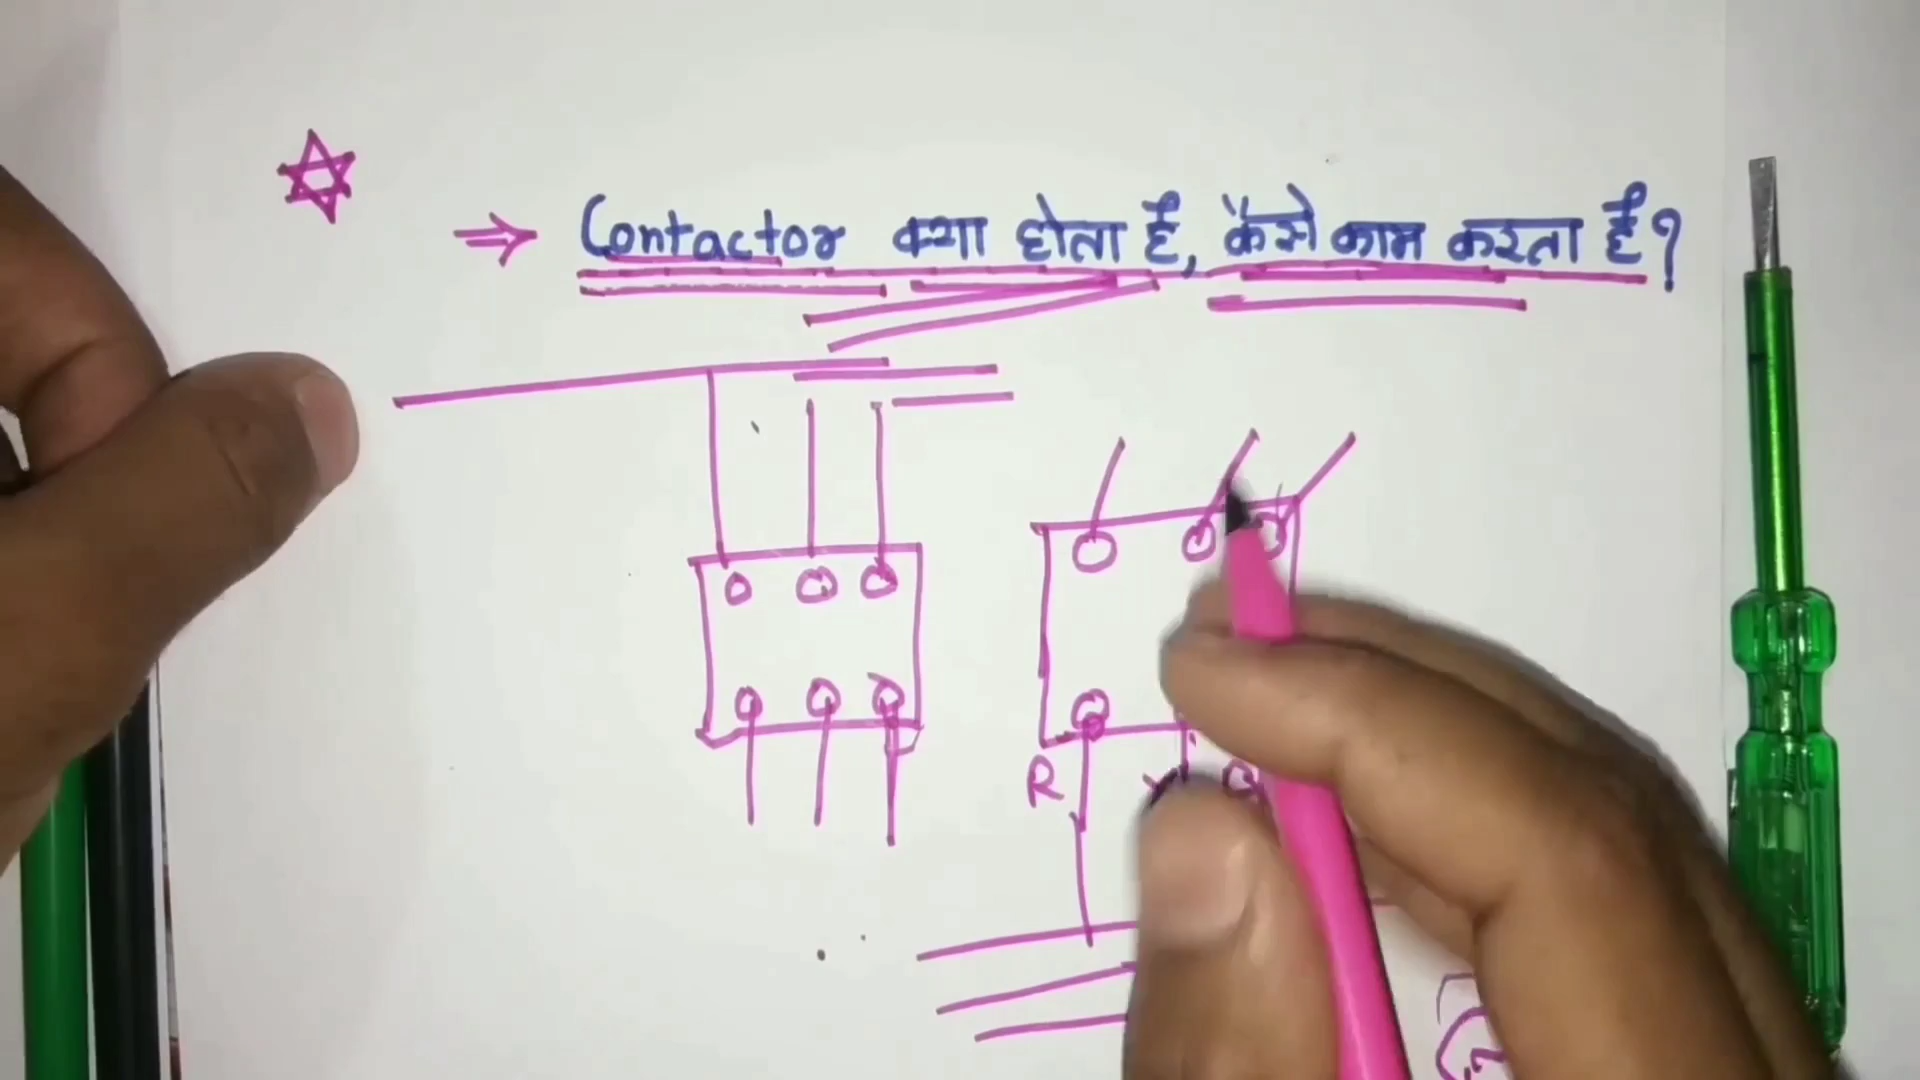 Contactor क्या होता है, कैसे काम करता है?
R Y